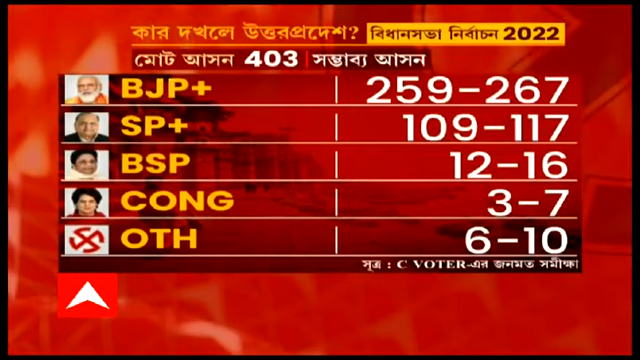 কার দখলে উত্তরপ্রদেশ? বিধানসভা নির্বাচন 2022
মোট আসন 403 সম্ভাব্য আসন
BJP+ 259-267
SP+ 109-117
BSP 12-16
CONG 3-7
OTH 6-10
সূত্র : C VOTER-এর জনমত সমীক্ষা